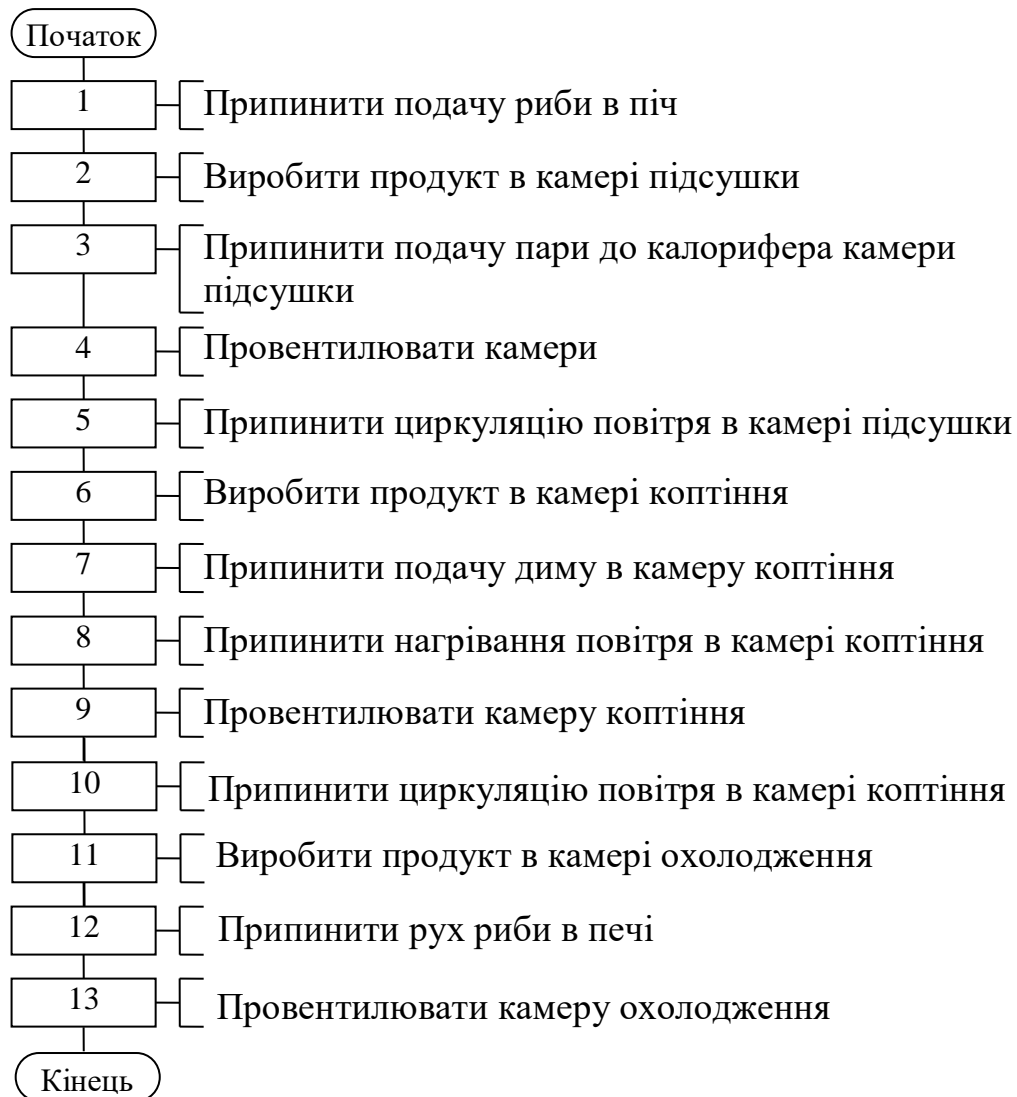 Початок
1 Припинити подачу риби в піч
2 Виробити продукт в камері підсушки
3 Припинити подачу пари до калорифера камери
підсушки
4 Провентилювати камери
5 Припинити циркуляцію повітря в камері підсушки
6 Виробити продукт в камері коптіння
7 Припинити подачу диму в камеру коптіння
8 Припинити нагрівання повітря в камері коптіння
9 Провентилювати камеру коптіння
10 Припинити циркуляцію повітря в камері коптіння
11 Виробити продукт в камері охолодження
12 Припинити рух риби в печі
13 Провентилювати камеру охолодження
Кінець